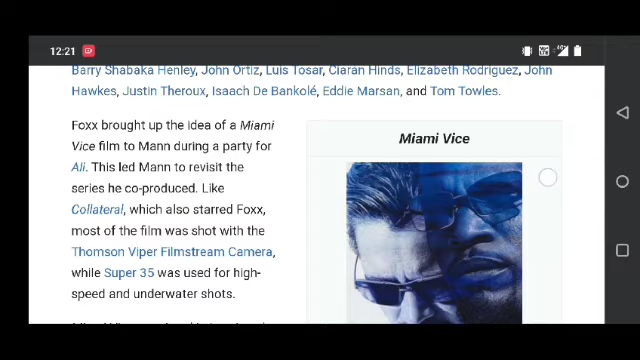 12:21
Barry Shabaka Henley, John Ortiz, Luis Tosar, Ciarán Hinds, Elizabeth Rodriguez, John
Hawkes, Justin Theroux, Isaach De Bankolé, Eddie Marsan, and Tom Towles.
Foxx brought up the idea of a Miami
Vice film to Mann during a party for
Ali. This led Mann to revisit the
series he co-produced. Like
Collateral, which also starred Foxx,
most of the film was shot with the
Thomson Viper Filmstream Camera,
while Super 35 was used for high-
speed and underwater shots.
Miami Vice